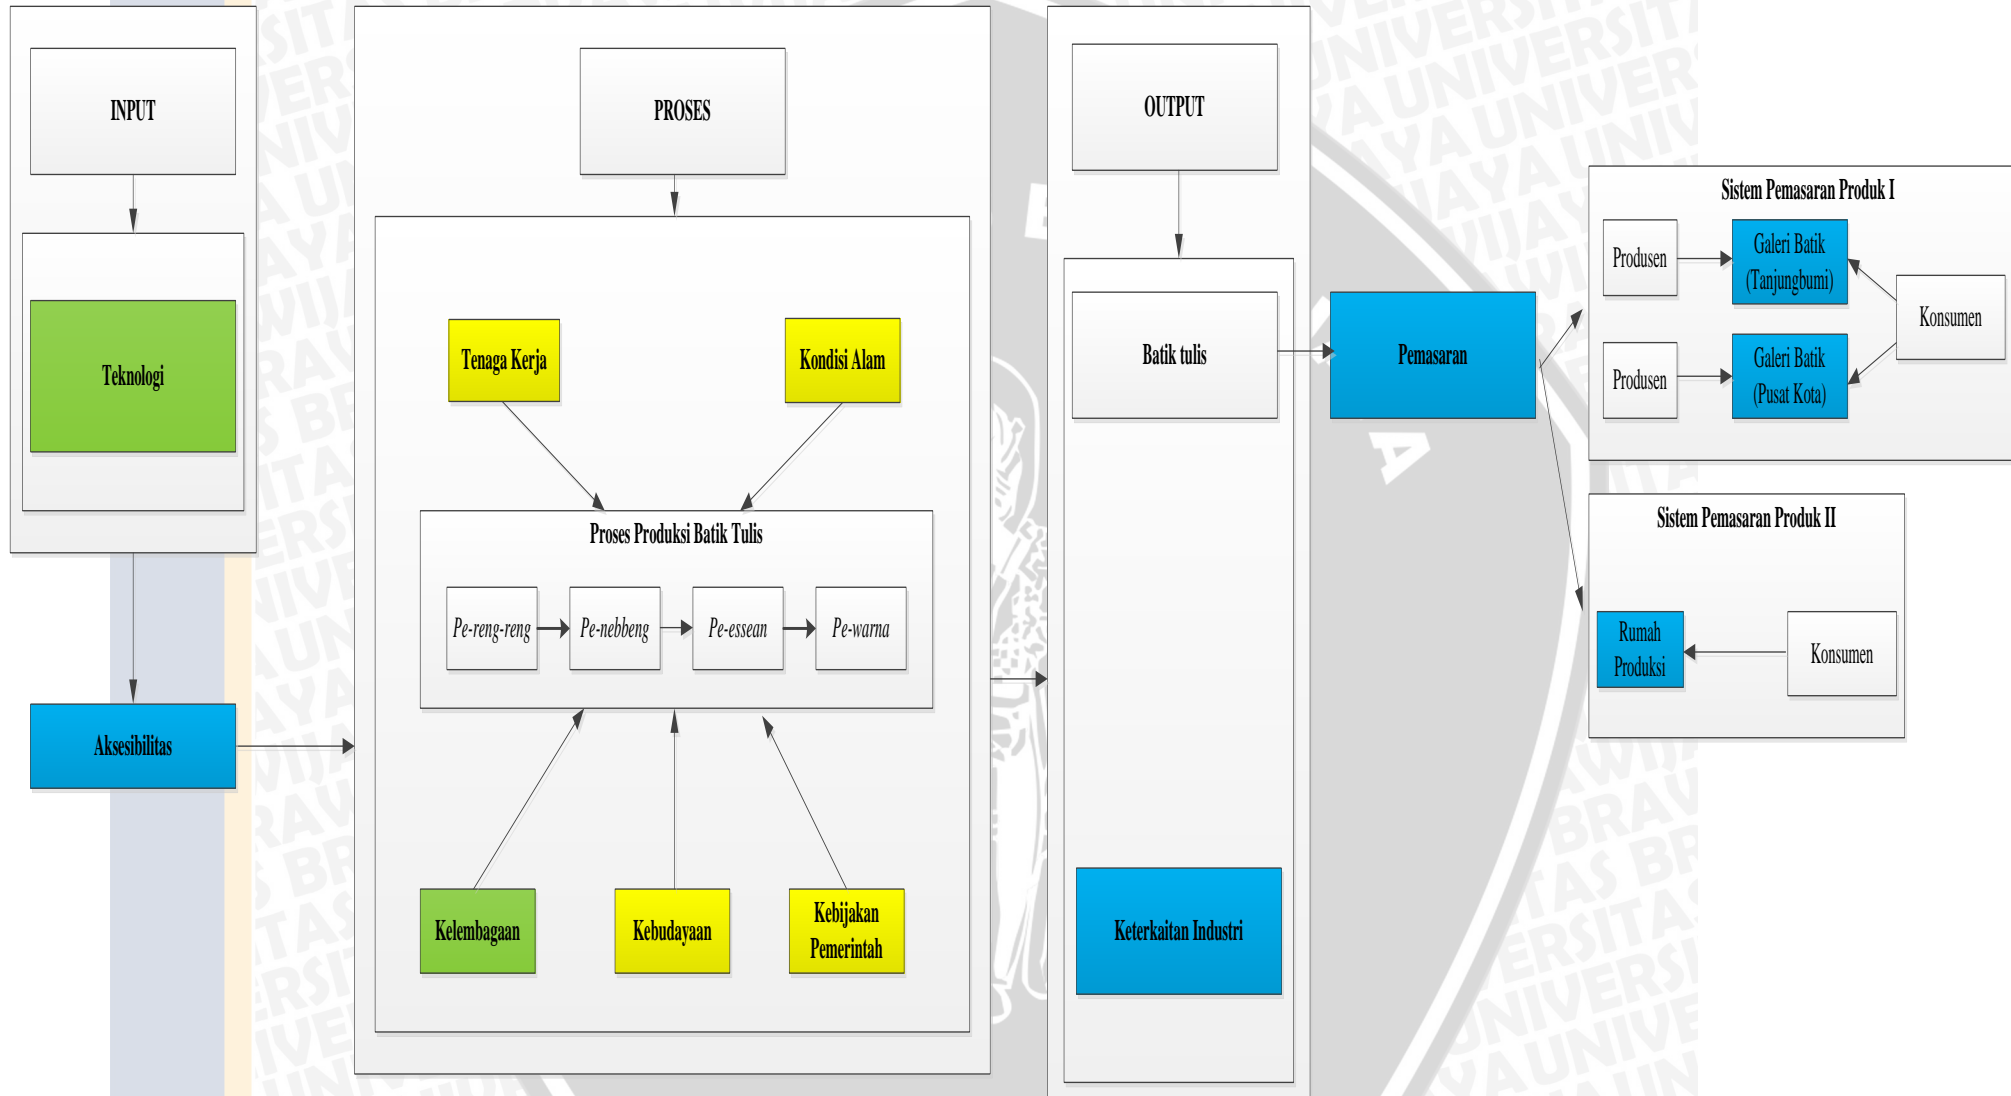 INPUT
Teknologi
Aksesibilitas
PROSES
Tenaga Kerja
Kondisi Alam
Proses Produksi Batik Tulis
Pe-reng-reng
Pe-nebbeng
Pe-essean
Pe-warna
Kelembagaan
Kebudayaan
Kebijakan
Pemerintah
OUTPUT
Batik tulis
Keterkaitan Industri
Pemasaran
Sistem Pemasaran Produk I
Produsen
Galeri Batik
(Tanjungbumi)
Konsumen
Produsen
Galeri Batik
(Pusat Kota)
Sistem Pemasaran Produk II
Rumah
Produksi
Konsumen